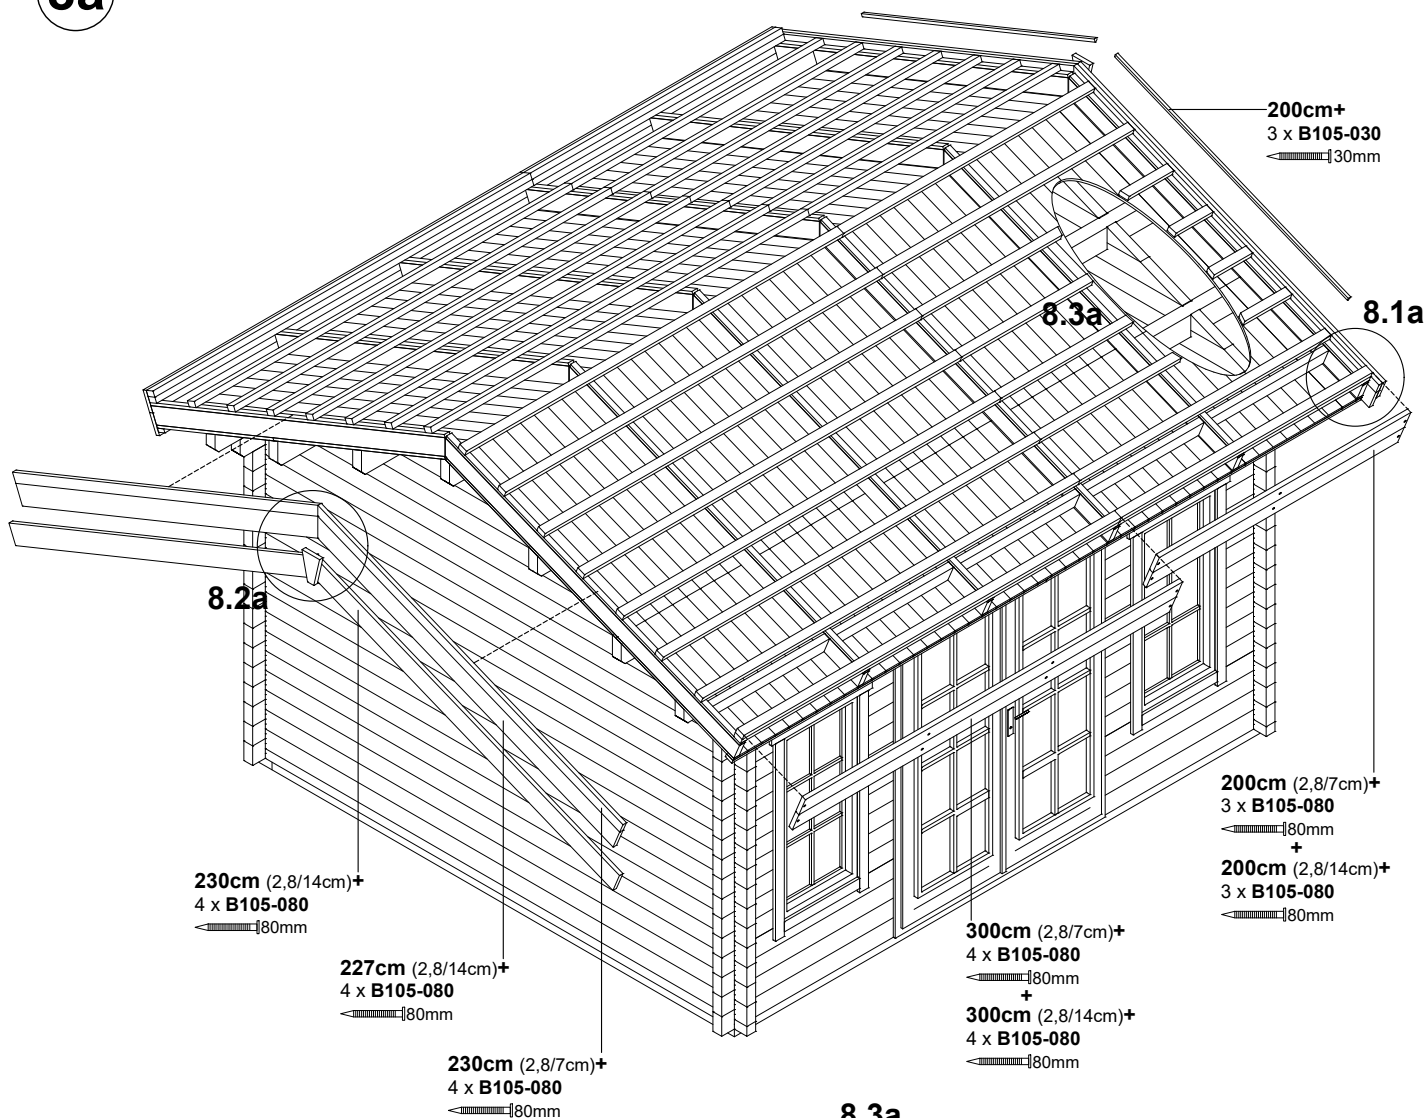 200cm+
3 x B105-030
30mm
8.3a
8.1a
8.2a
200cm (2,8/7cm)+
3 x B105-080
80mm
+
200cm (2,8/14cm)+
3 x B105-080
80mm
230cm (2,8/14cm)+
4 x B105-080
80mm
300cm (2,8/7cm)+
4 x B105-080
80mm
+
300cm (2,8/14cm)+
4 x B105-080
80mm
227cm (2,8/14cm)+
4 x B105-080
80mm
230cm (2,8/7cm)+
4 x B105-080
80mm
8.3a